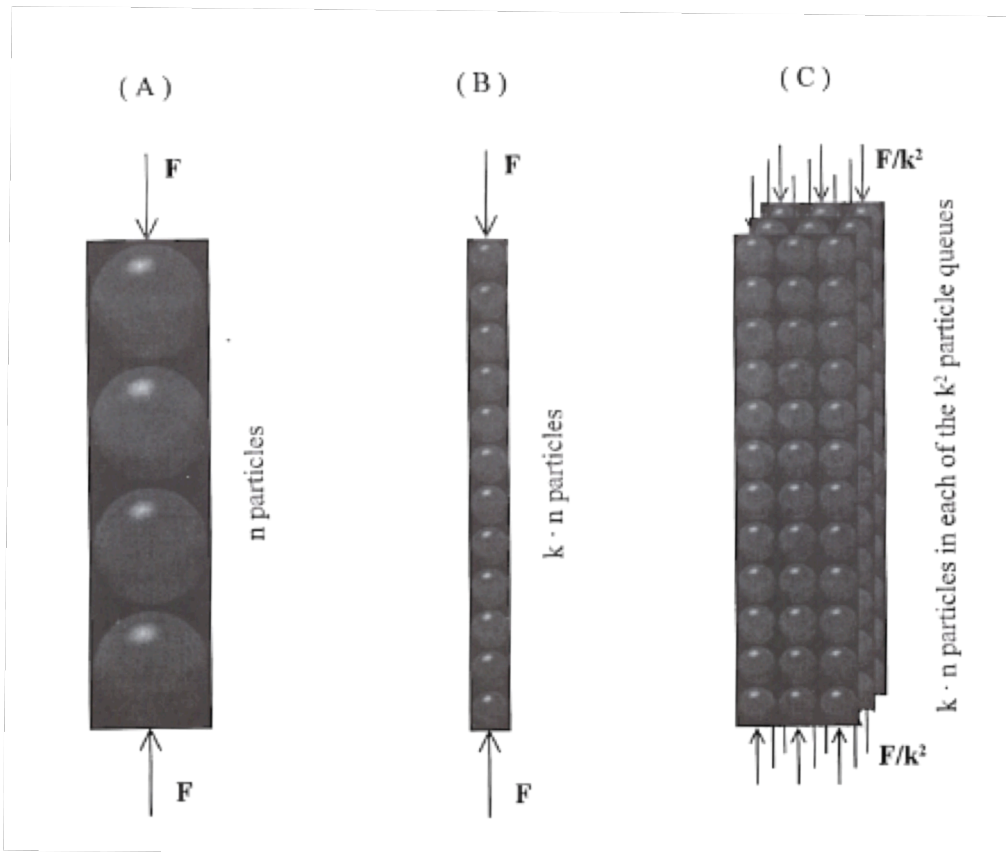 (A)
(B)
(C)
F
F
F/k²
n particles
k · n particles
k · n particles in each of the k² particle queues
F
F
F/k²